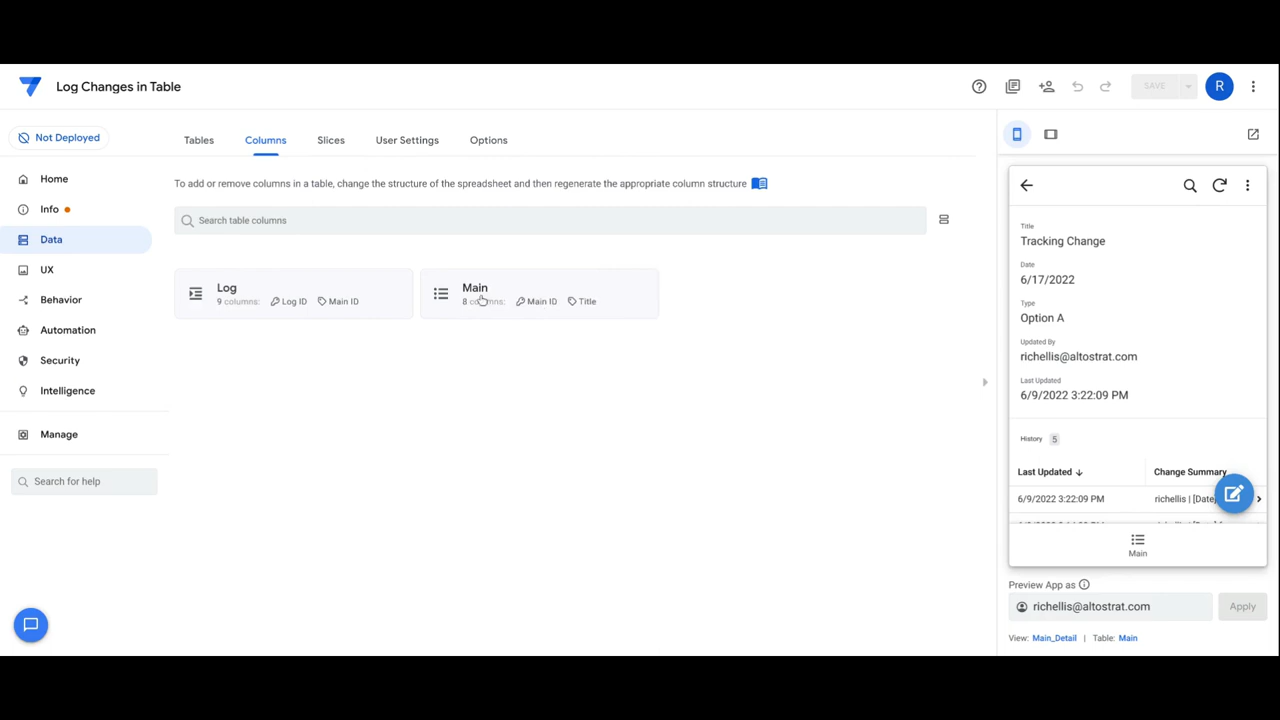 Log Changes in Table
SAVE
R
Not Deployed
Home
Info
Data
UX
Behavior
Automation
Security
Intelligence
Manage
Search for help
Tables
Columns
Slices
User Settings
Options
To add or remove columns in a table, change the structure of the spreadsheet and then regenerate the appropriate column structure
Search table columns
Log
9 columns: Log ID Main ID
Main
8 Main ID Title
Title
Tracking Change
Date
6/17/2022
Type
Option A
Updated By
richellis@altostrat.com
Last Updated
6/9/2022 3:22:09 PM
History 5
Last Updated Change Summary
6/9/2022 3:22:09 PM richellis | [Date]
Main
Preview App as
richellis@altostrat.com Apply
View: Main_Detail | Table: Main